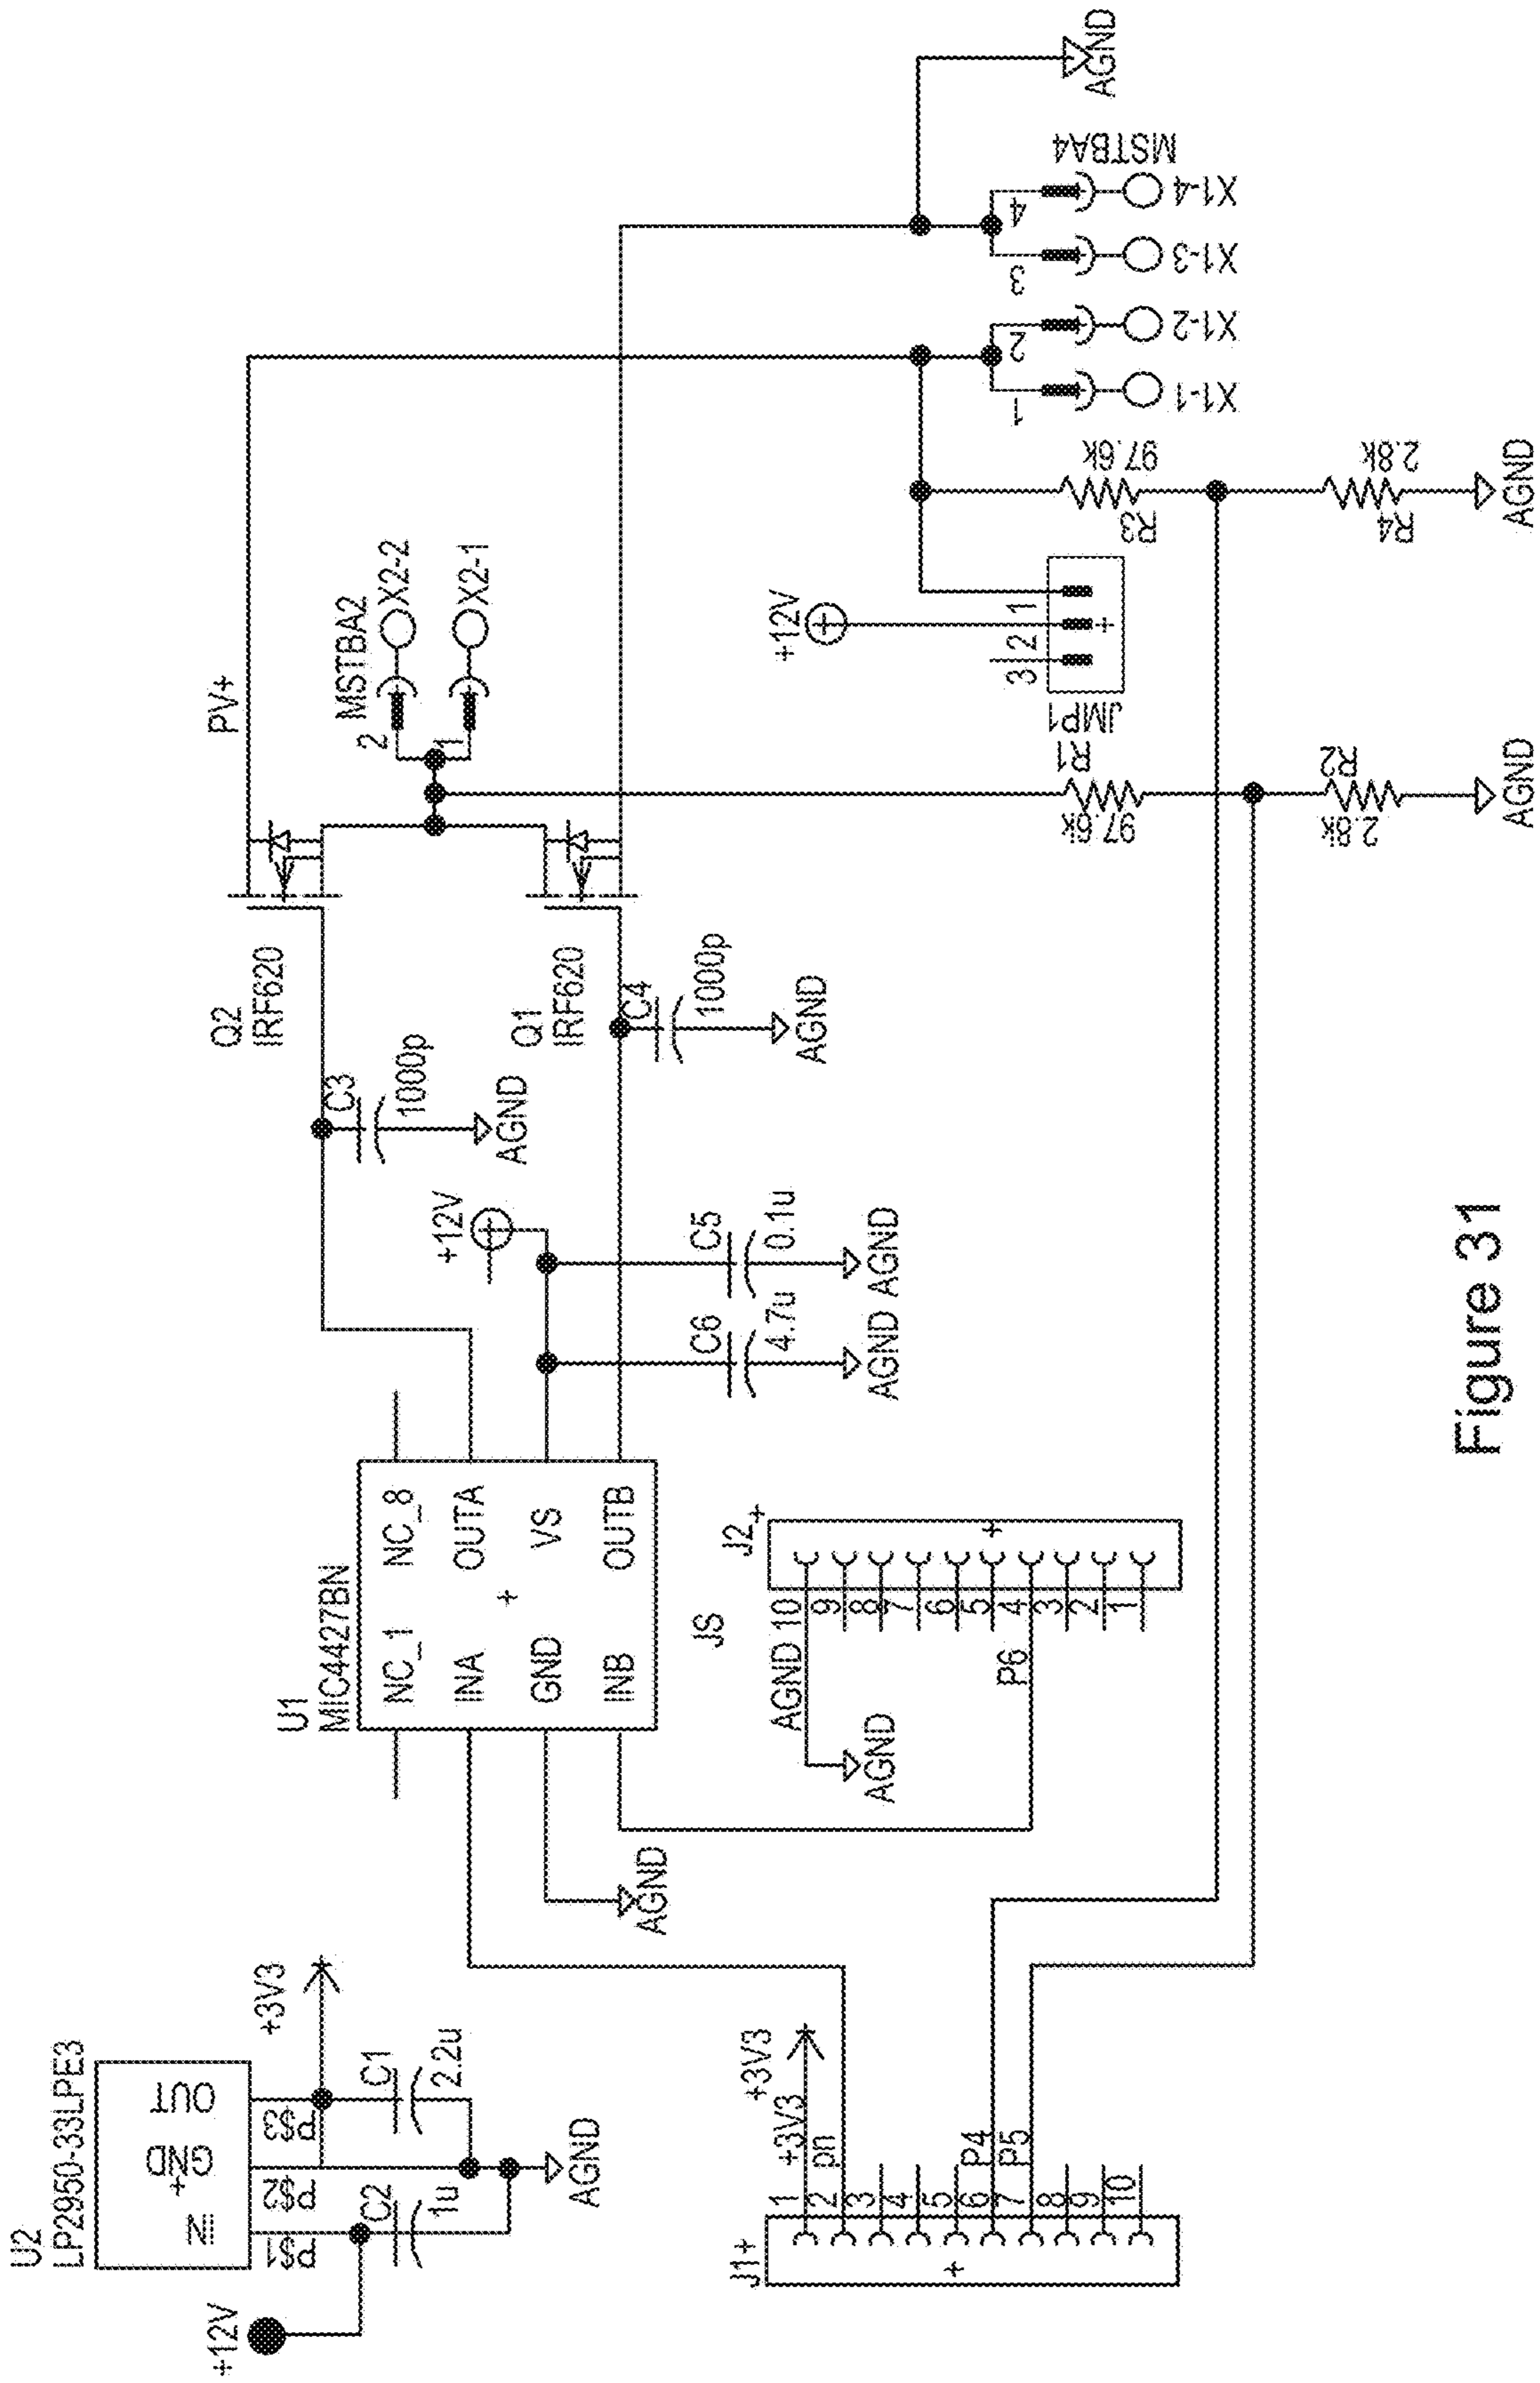 U2
LP2950-33LPE3
IN
GND
OUT
P$1
P$2
P$3
+12V
+3V3
C2
1u
C1
2.2u
AGND
U1
MIC4427BN
NC_1
NC_8
INA
OUTA
GND
VS
INB
OUTB
AGND
+12V
C6
4.7u
AGND
C5
0.1u
AGND
C3
1000p
AGND
C4
1000p
AGND
Q2
IRF620
Q1
IRF620
PV+
MSTBA2
2
X2-2
1
X2-1
J1+
+3V3
+3V3
pn
P4
P5
1
2
3
4
5
6
7
8
9
10
JS
J2
AGND
10
9
8
7
6
5
4
3
2
1
P6
AGND
+12V
3
2
1
JMP1
R1
97.6k
R2
2.8k
AGND
R3
97.6k
R4
2.8k
AGND
1
2
3
4
X1-1
X1-2
X1-3
X1-4
MSTBA4
AGND
Figure 31